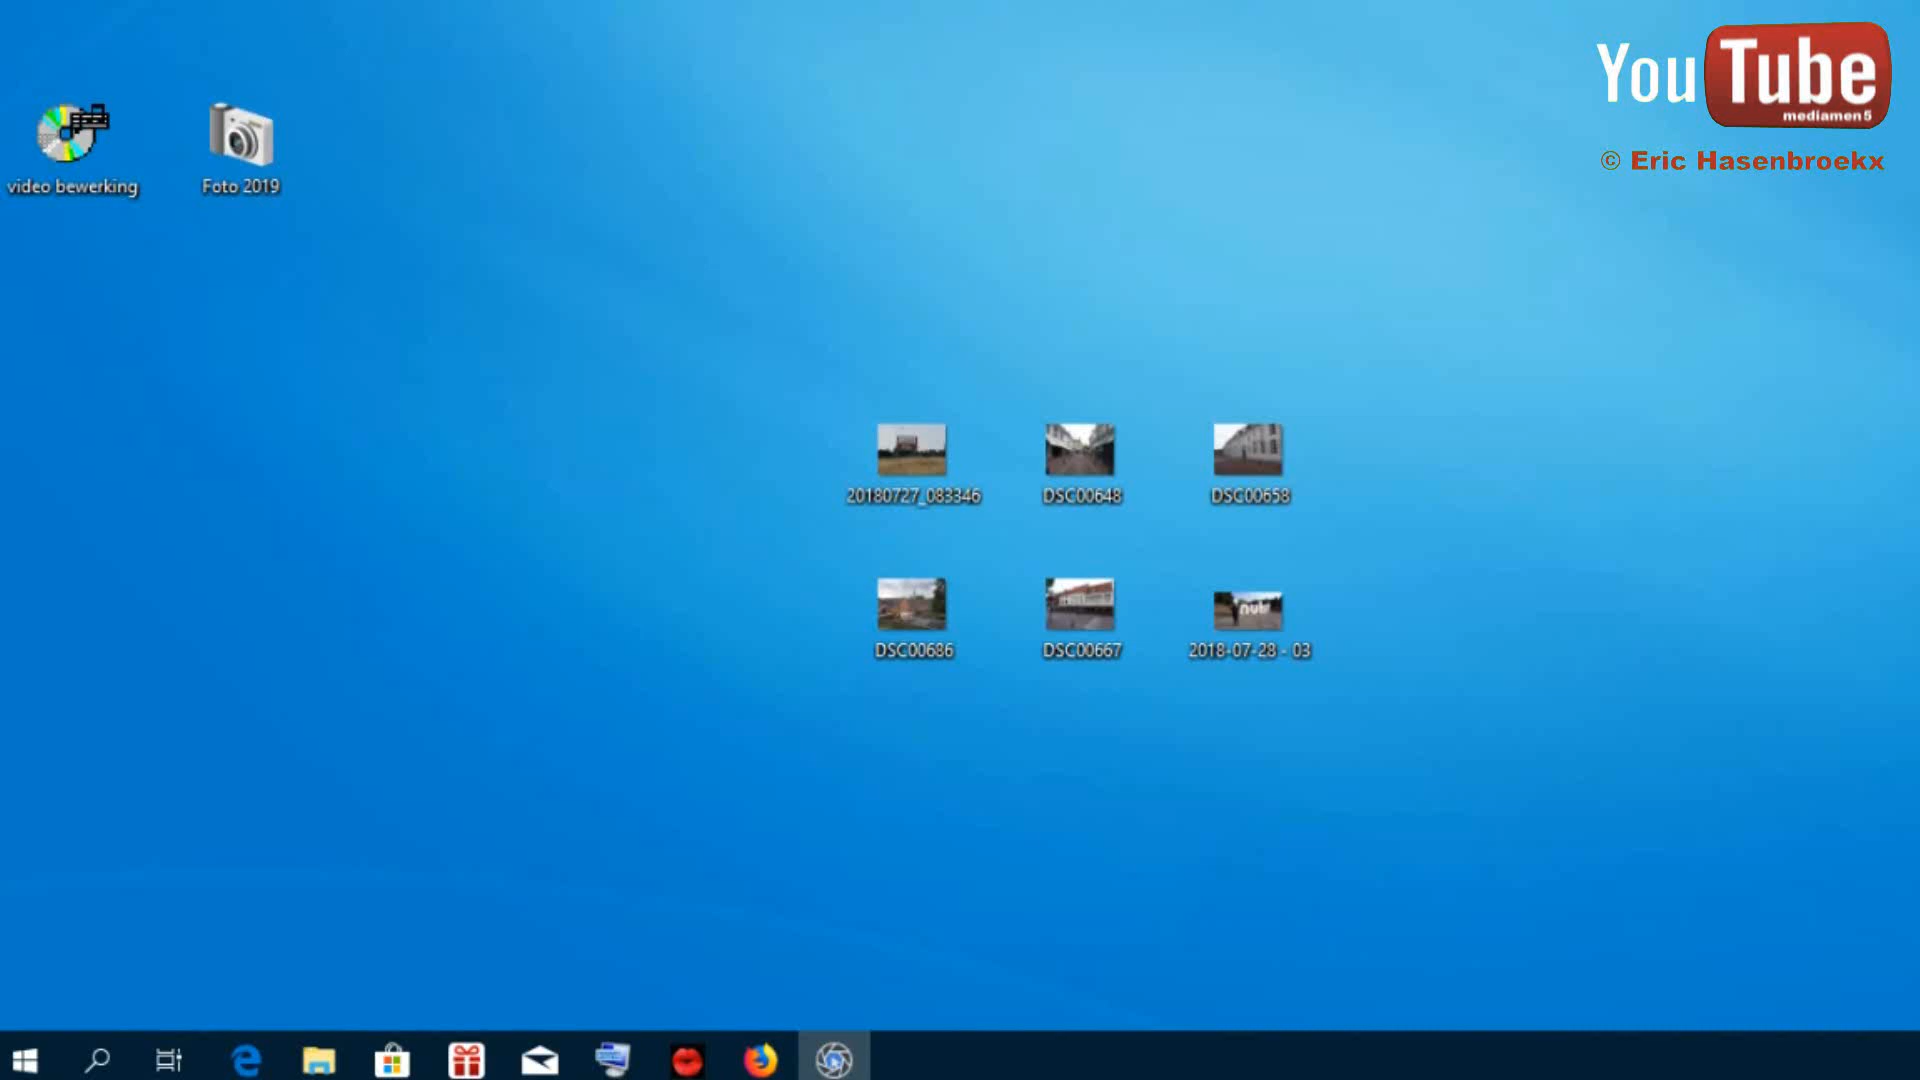 YouTube
mediamen5
© Eric Hasenbroekx
video bewerking
Foto 2019
20180727_083346
DSC00648
DSC00658
DSC00686
DSC00667
2018-07-28 - 03